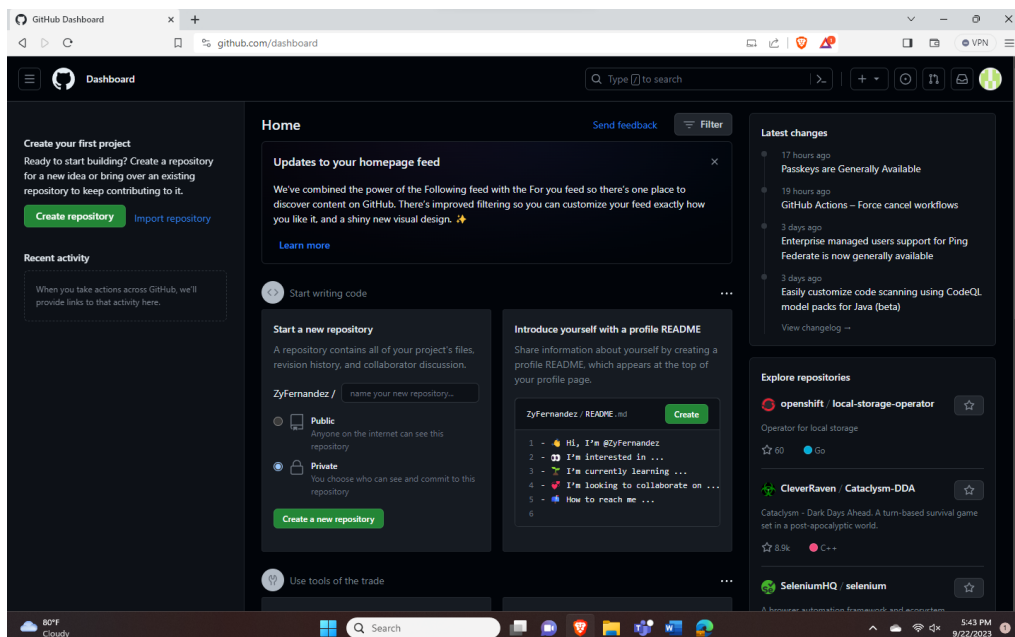 GitHub Dashboard
github.com/dashboard
VPN
Dashboard
Type / to search
Create your first project
Ready to start building? Create a repository
for a new idea or bring over an existing
repository to keep contributing to it.
Create repository
Import repository
Recent activity
When you take actions across GitHub, we'll
provide links to that activity here.
Home
Send feedback
Filter
Updates to your homepage feed
We've combined the power of the Following feed with the For you feed so there's one place to
discover content on GitHub. There's improved filtering so you can customize your feed exactly how
you like it, and a shiny new visual design. ✨
Learn more
Start writing code
Start a new repository
A repository contains all of your project's files,
revision history, and collaborator discussion.
ZyFernandez /
name your new repository...
Public
Anyone on the internet can see this
repository
Private
You choose who can see and commit to this
repository
Create a new repository
Introduce yourself with a profile README
Share information about yourself by creating a
profile README, which appears at the top of
your profile page.
ZyFernandez / README.md
Create
1 - 👋 Hi, I'm @ZyFernandez
2 - 👀 I'm interested in ...
3 - 🌱 I'm currently learning ...
4 - 💞️ I'm looking to collaborate on ...
5 - 📫 How to reach me ...
6
Use tools of the trade
Latest changes
17 hours ago
Passkeys are Generally Available
19 hours ago
GitHub Actions – Force cancel workflows
3 days ago
Enterprise managed users support for Ping
Federate is now generally available
3 days ago
Easily customize code scanning using CodeQL
model packs for Java (beta)
View changelog →
Explore repositories
openshift / local-storage-operator
Operator for local storage
60 Go
CleverRaven / Cataclysm-DDA
Cataclysm - Dark Days Ahead. A turn-based survival game
set in a post-apocalyptic world.
8.9k C++
SeleniumHQ / selenium
A browser automation framework and ecosystem
80°F
Cloudy
Search
5:43 PM
9/22/2023
1